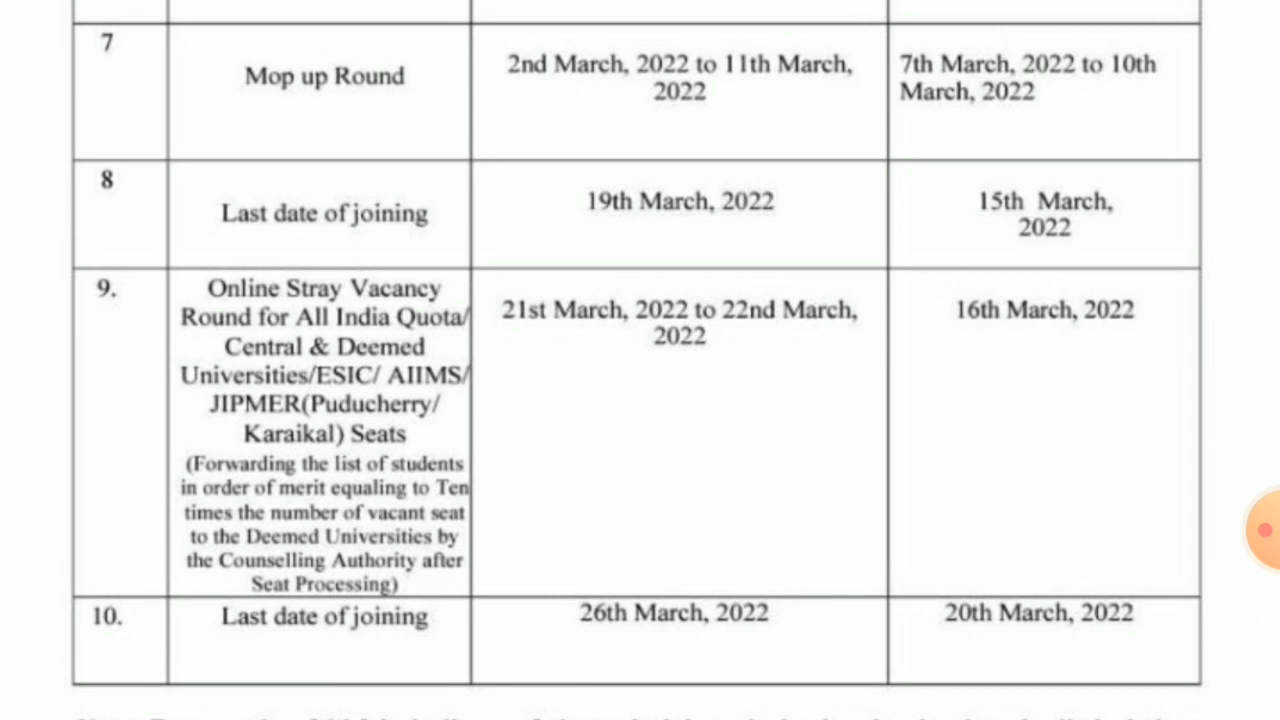 7
Mop up Round
2nd March, 2022 to 11th March,
2022
7th March, 2022 to 10th
March, 2022
8
Last date of joining
19th March, 2022
15th March,
2022
9.
Online Stray Vacancy
Round for All India Quota/
Central & Deemed
Universities/ESIC/ AIIMS/
JIPMER(Puducherry/
Karaikal) Seats
(Forwarding the list of students
in order of merit equaling to Ten
times the number of vacant seat
to the Deemed Universities by
the Counselling Authority after
Seat Processing)
21st March, 2022 to 22nd March,
2022
16th March, 2022
10.
Last date of joining
26th March, 2022
20th March, 2022